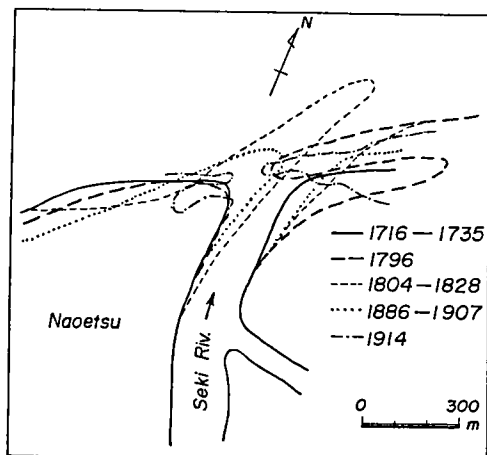 N
1716 — 1735
1796
1804 — 1828
1886 — 1907
1914
Naoetsu
Seki Riv.
0 300
m